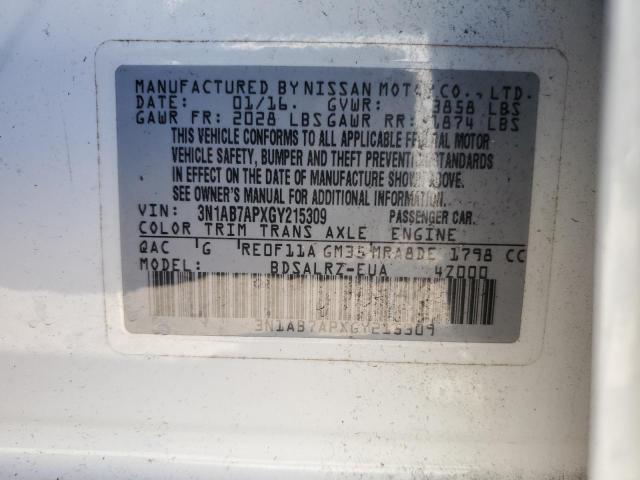 MANUFACTURED BY NISSAN MOTOR CO., LTD.
DATE: 01/16. GVWR: 3858 LBS
GAWR FR: 2028 LBS GAWR RR: 1874 LBS
THIS VEHICLE CONFORMS TO ALL APPLICABLE FEDERAL MOTOR
VEHICLE SAFETY, BUMPER AND THEFT PREVENTION STANDARDS
IN EFFECT ON THE DATE OF MANUFACTURE SHOWN ABOVE.
SEE OWNER'S MANUAL FOR ADDITIONAL INFORMATION.
VIN: 3N1AB7APXGY215309 PASSENGER CAR.
COLOR TRIM TRANS AXLE ENGINE
QAC G RE0F11A GM35 MRA8DE 1798 CC
MODEL: BDSALRZ-EUA 4Z000
3N1AB7APXGY215309